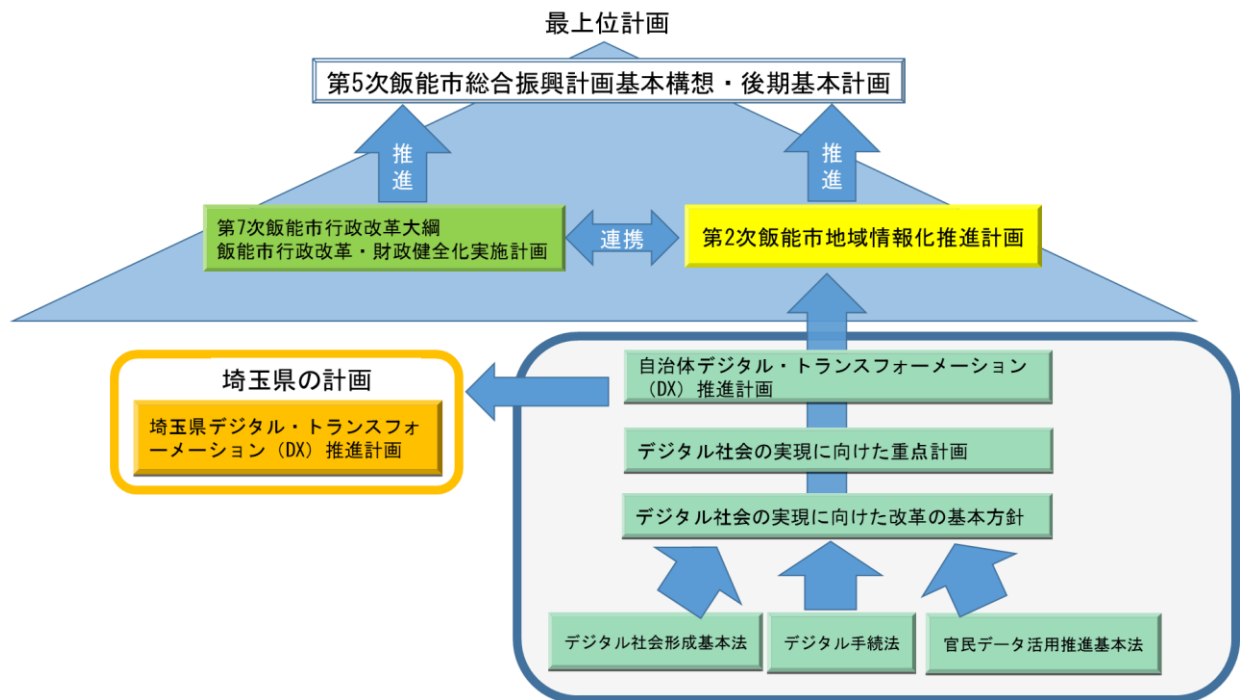 最上位計画
第5次飯能市総合振興計画基本構想・後期基本計画
推進
推進
第7次飯能市行政改革大綱
飯能市行政改革・財政健全化実施計画
連携
第2次飯能市地域情報化推進計画
埼玉県の計画
埼玉県デジタル・トランスフォ
ーメーション（DX）推進計画
自治体デジタル・トランスフォーメーション
（DX）推進計画
デジタル社会の実現に向けた重点計画
デジタル社会の実現に向けた改革の基本方針
デジタル社会形成基本法
デジタル手続法
官民データ活用推進基本法